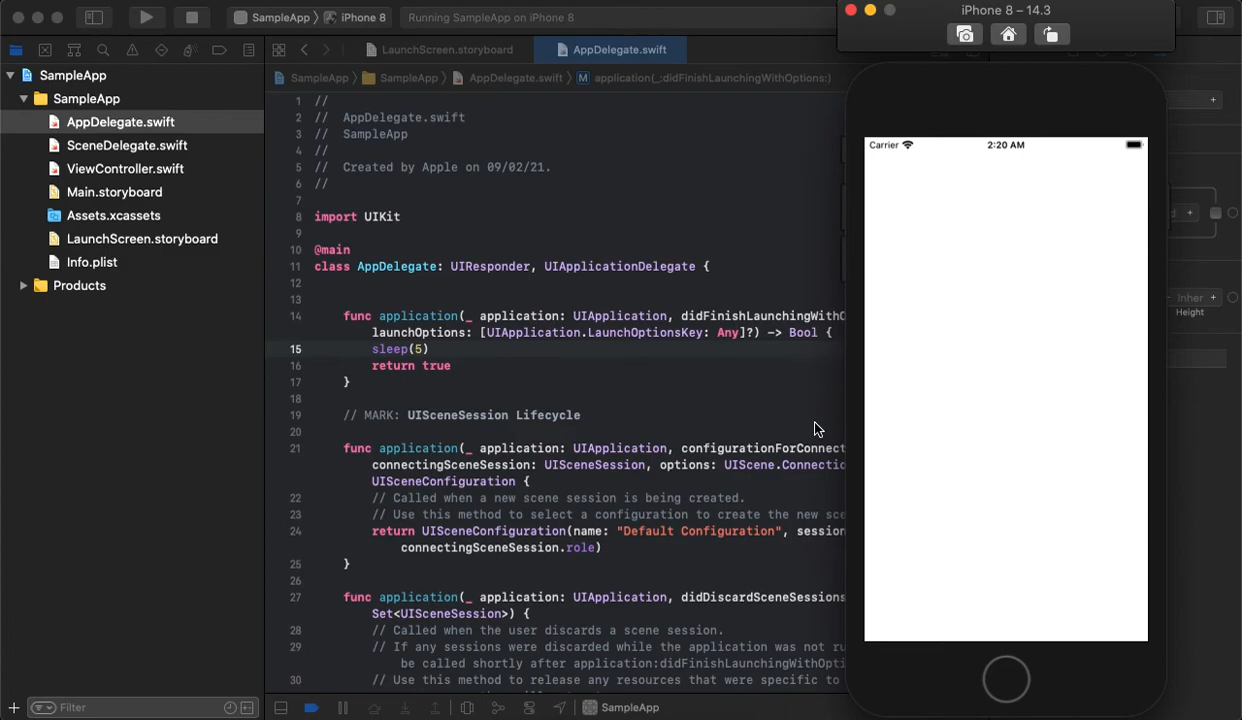 SampleApp 〉 iPhone 8
Running SampleApp on iPhone 8
iPhone 8 – 14.3
LaunchScreen.storyboard
AppDelegate.swift
SampleApp
SampleApp 〉 SampleApp 〉 AppDelegate.swift 〉 M application(_:didFinishLaunchingWithOptions:)
SampleApp
AppDelegate.swift
SceneDelegate.swift
ViewController.swift
Main.storyboard
Assets.xcassets
LaunchScreen.storyboard
Info.plist
Products
1 //
2 // AppDelegate.swift
3 // SampleApp
4 //
5 // Created by Apple on 09/02/21.
6 //
7
8 import UIKit
9
10 @main
11 class AppDelegate: UIResponder, UIApplicationDelegate {
12
13
14 func application(_ application: UIApplication, didFinishLaunchingWithO
launchOptions: [UIApplication.LaunchOptionsKey: Any]?) -> Bool {
15 sleep(5)
16 return true
17 }
18
19 // MARK: UISceneSession Lifecycle
20
21 func application(_ application: UIApplication, configurationForConnect
connectingSceneSession: UISceneSession, options: UIScene.Connectio
UISceneConfiguration {
22 // Called when a new scene session is being created.
23 // Use this method to select a configuration to create the new sce
24 return UISceneConfiguration(name: "Default Configuration", session
connectingSceneSession.role)
25 }
26
27 func application(_ application: UIApplication, didDiscardSceneSessions
Set<UISceneSession>) {
28 // Called when the user discards a scene session.
29 // If any sessions were discarded while the application was not ru
be called shortly after application:didFinishLaunchingWithOpti
30 // Use this method to release any resources that were specific to
Carrier 2:20 AM
Inher
Height
Filter
SampleApp